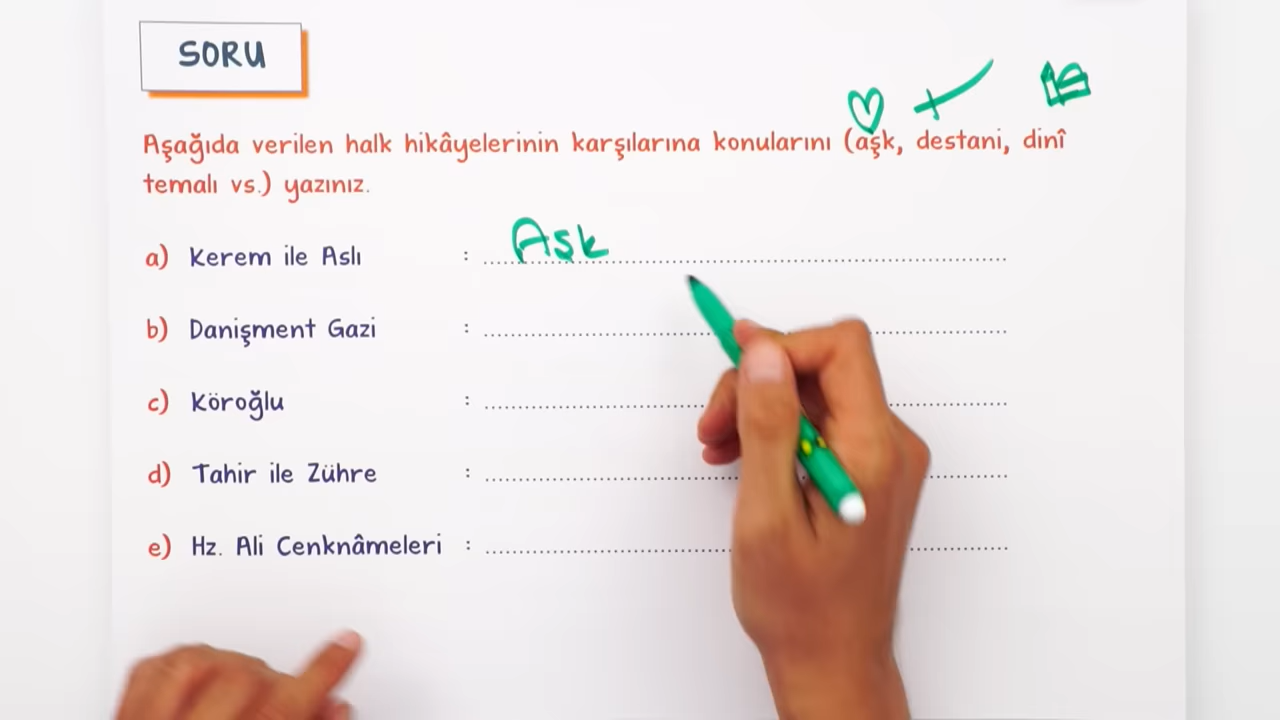 SORU
Aşağıda verilen halk hikâyelerinin karşılarına konularını (aşk, destani, dinî
temalı vs.) yazınız.
a) Kerem ile Aslı : Aşk
b) Danişment Gazi :
c) Köroğlu :
d) Tahir ile Zühre :
e) Hz. Ali Cenknâmeleri :